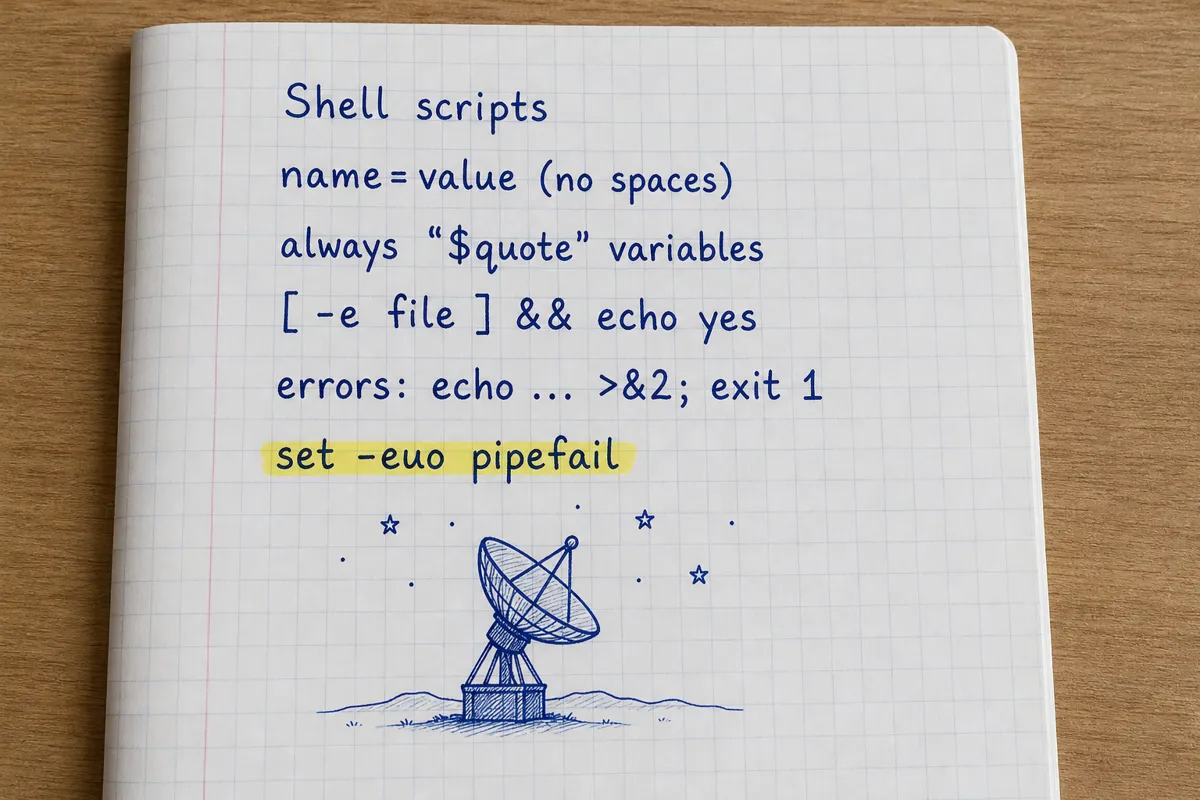 Shell scripts
name=value (no spaces)
always “$quote” variables
[ -e file ] && echo yes
errors: echo ... >&2; exit 1
set -euo pipefail